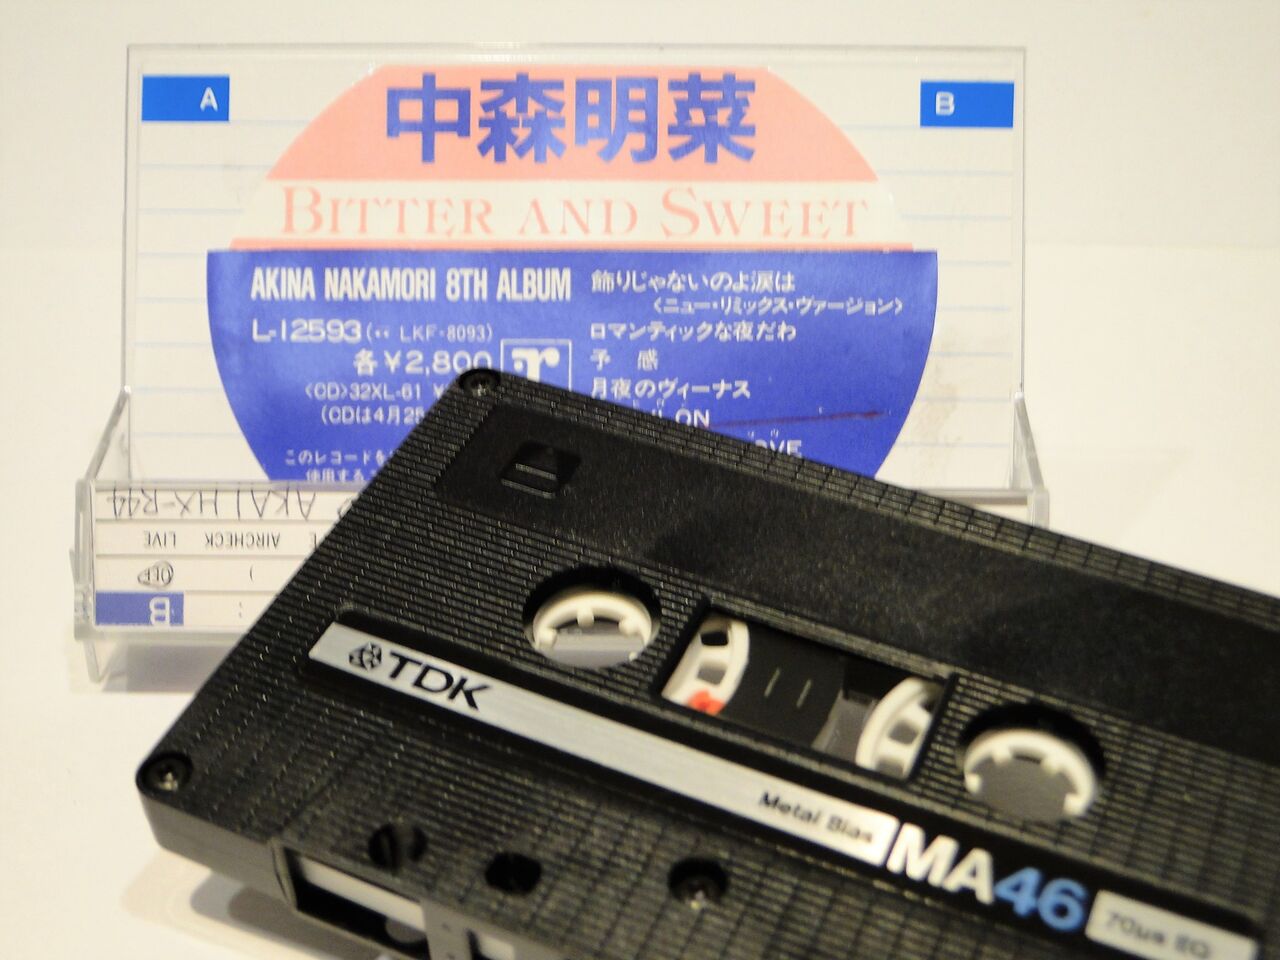 A
B
中森明菜
BITTER AND SWEET
AKINA NAKAMORI 8TH ALBUM
L-12593(·· LKF-8093)
各¥2,800
〈CD〉32XL-61 ¥
(CDは4月25
このレコードを
使用する
飾りじゃないのよ涙は
〈ニュー・リミックス・ヴァージョン〉
ロマンティックな夜だわ
予感
月夜のヴィーナス
ON
AKAI HX-R44
AIRCHECK LIVE
OFF
B
TDK
Metal Bias
MA46
70μs EQ